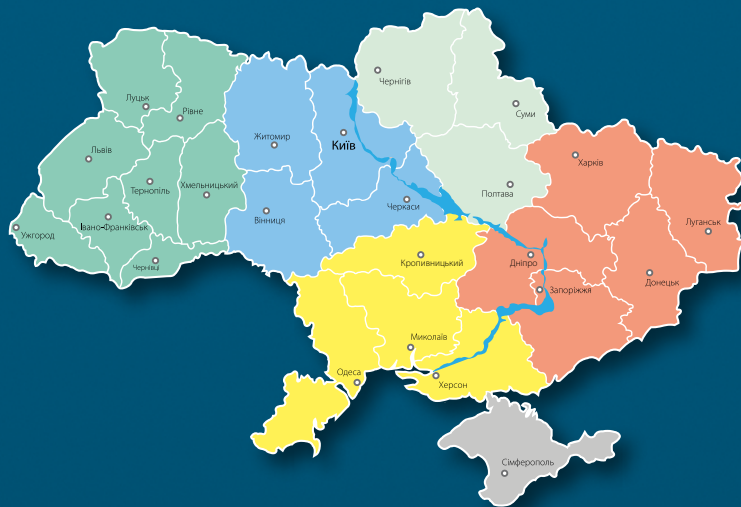 Чернігів
Луцьк
Суми
Рівне
Житомир
Київ
Львів
Харків
Тернопіль
Хмельницький
Полтава
Черкаси
Вінниця
Івано-Франківськ
Ужгород
Луганськ
Чернівці
Кропивницький
Дніпро
Донецьк
Запоріжжя
Миколаїв
Одеса
Херсон
Сімферополь